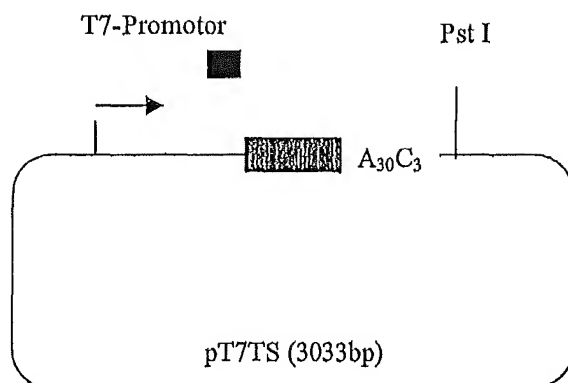 T7-Promotor
Pst I
A₃₀C₃
pT7TS (3033bp)